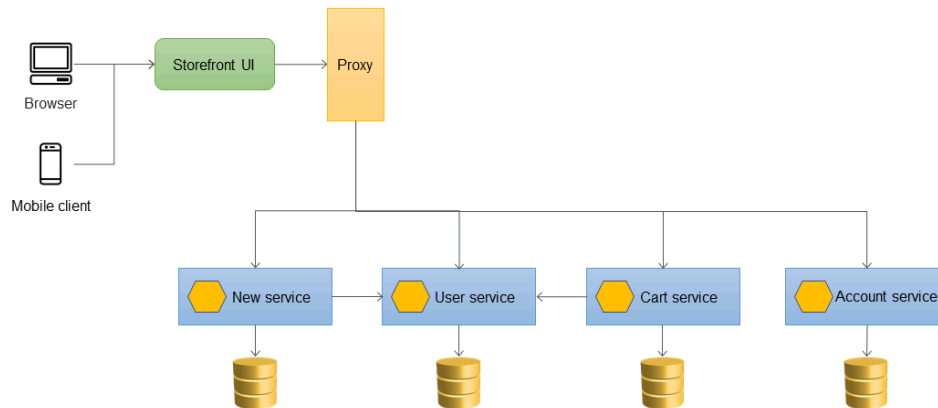 Storefront UI
Proxy
Browser
Mobile client
New service
User service
Cart service
Account service